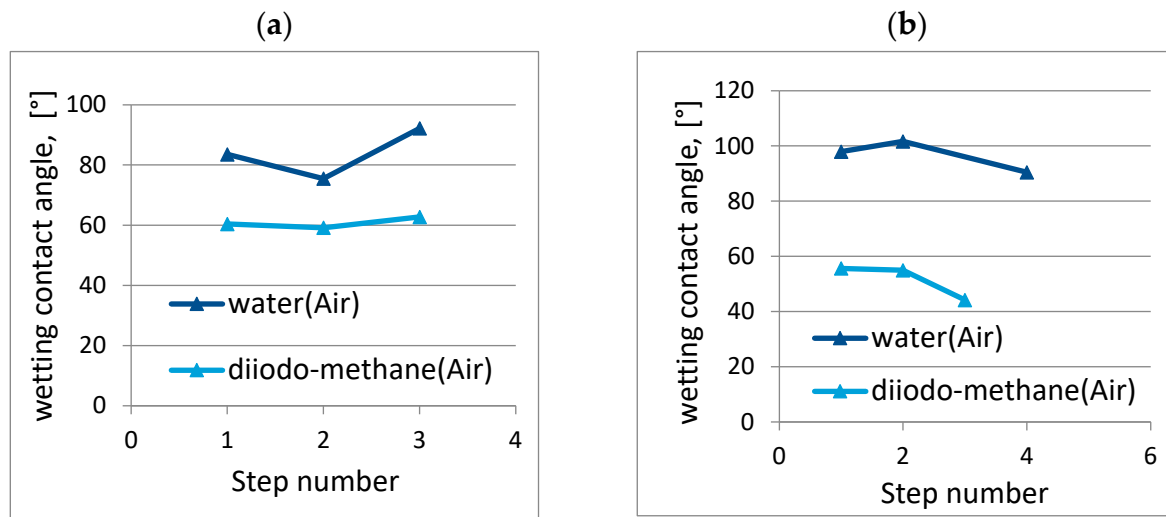 (a)
wetting contact angle, [°]
100
80
60
40
20
0
water(Air)
diiodo-methane(Air)
0 1 2 3 4
Step number
(b)
wetting contact angle, [°]
120
100
80
60
40
20
0
water(Air)
diiodo-methane(Air)
0 2 4 6
Step number